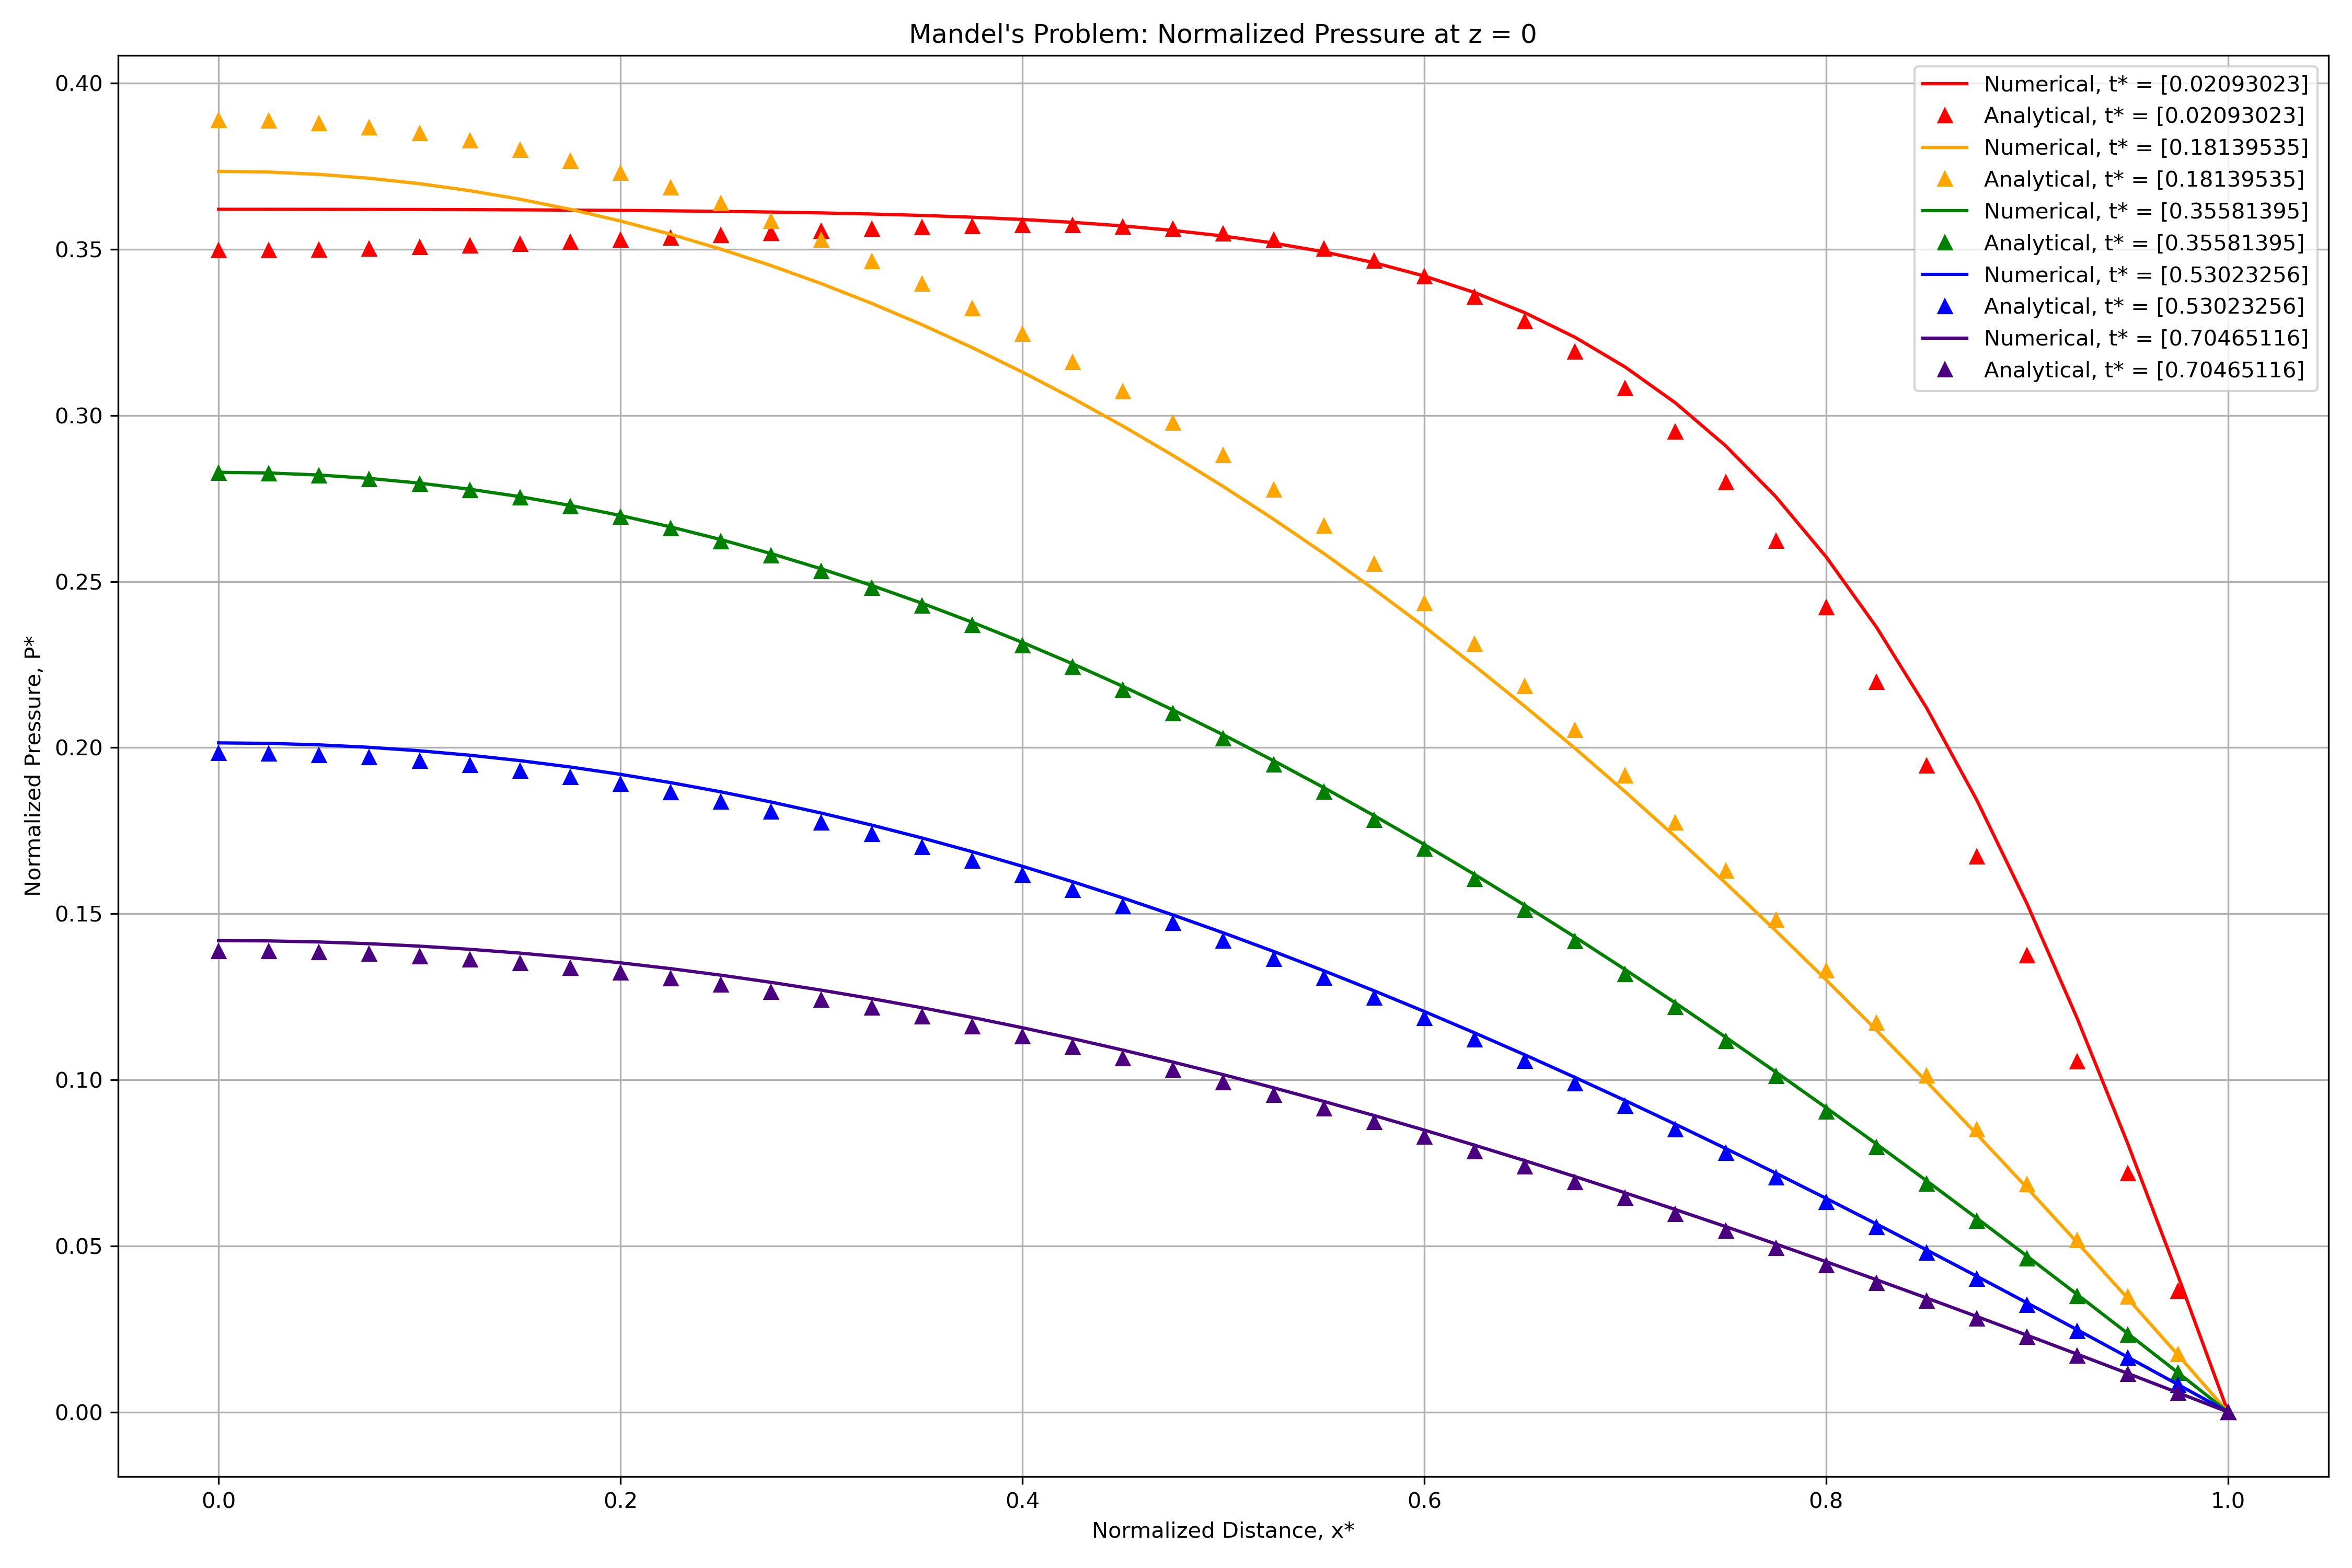 Mandel's Problem: Normalized Pressure at z = 0
Numerical, t* = [0.02093023]
Analytical, t* = [0.02093023]
Numerical, t* = [0.18139535]
Analytical, t* = [0.18139535]
Numerical, t* = [0.35581395]
Analytical, t* = [0.35581395]
Numerical, t* = [0.53023256]
Analytical, t* = [0.53023256]
Numerical, t* = [0.70465116]
Analytical, t* = [0.70465116]
Normalized Pressure, P*
0.40
0.35
0.30
0.25
0.20
0.15
0.10
0.05
0.00
0.0 0.2 0.4 0.6 0.8 1.0
Normalized Distance, x*